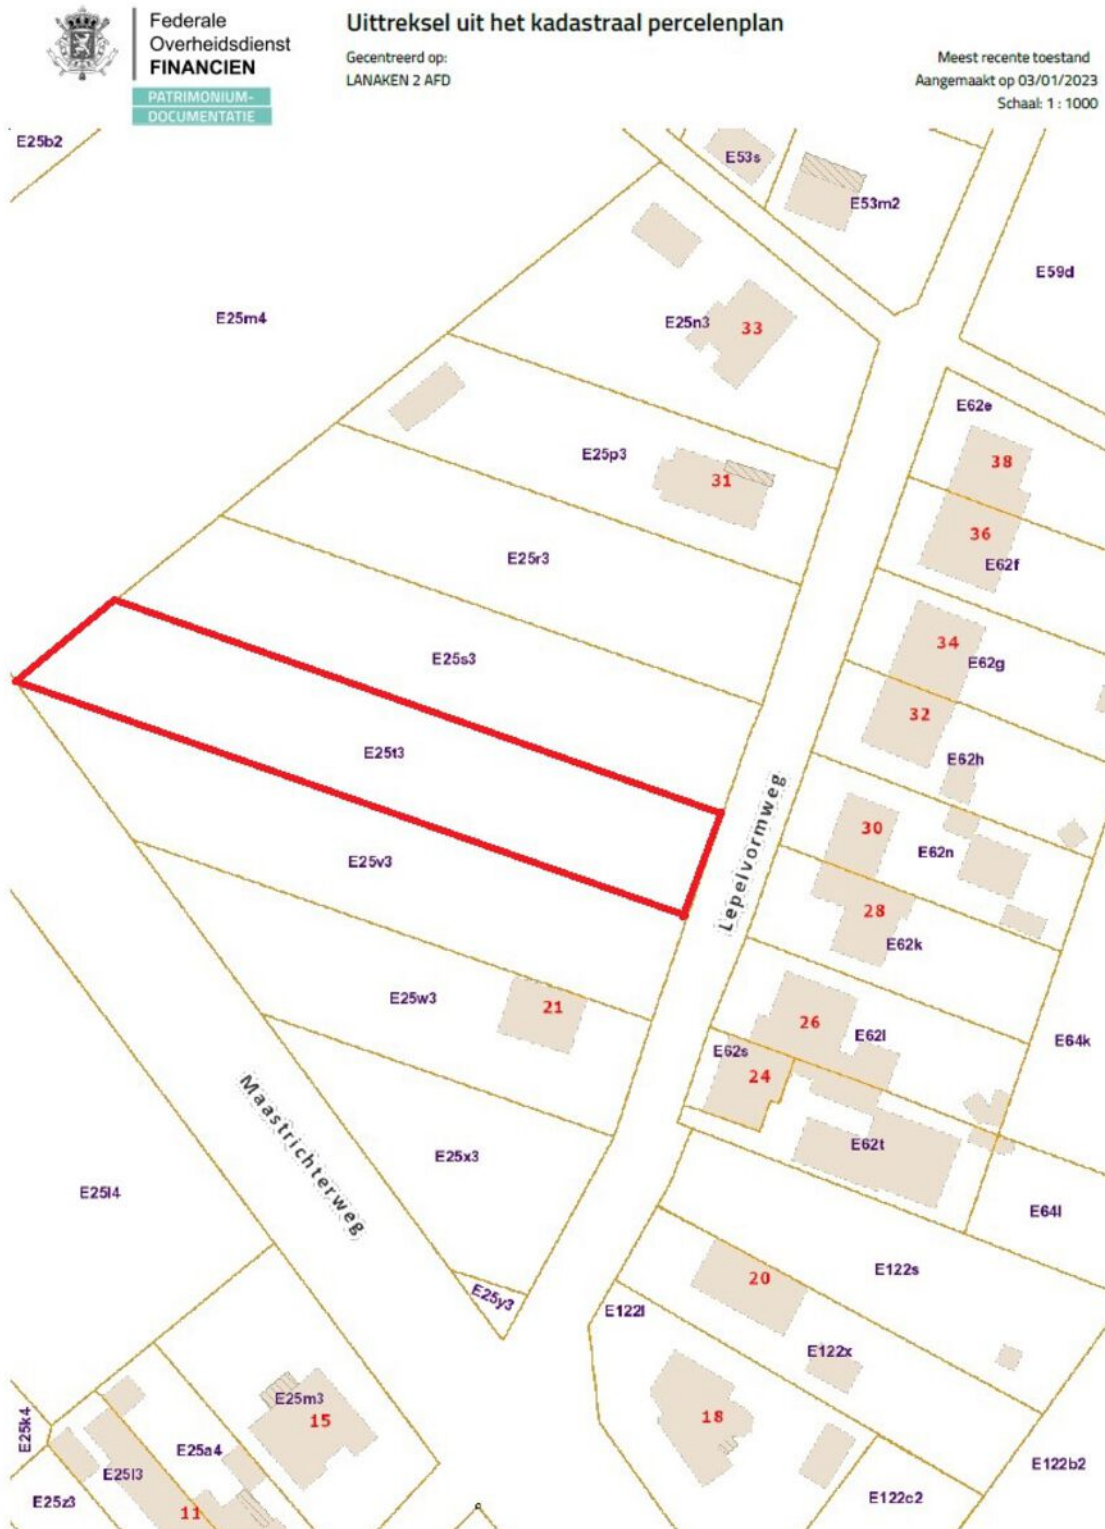 Federale
Overheidsdienst
FINANCIEN
PATRIMONIUM-
DOCUMENTATIE
Uittreksel uit het kadastraal percelenplan
Gecentreerd op:
LANAKEN 2 AFD
Meest recente toestand
Aangemaakt op 03/01/2023
Schaal: 1 : 1000
E25b2
E53s
E53m2
E59d
E25m4
E25n3
33
E62e
E25p3
31
38
36
E62f
E25r3
34
E62g
E25s3
32
E25t3
E62h
Lepelvormweg
30
E62n
E25v3
28
E62k
E25w3
21
26
E62l
E62s
E64k
24
Maastrichterweg
E25x3
E62t
E25l4
E64l
E25y3
20
E122s
E122l
E122x
E25m3
15
18
E25k4
E25a4
E25l3
E122b2
E25z3
11
E122c2